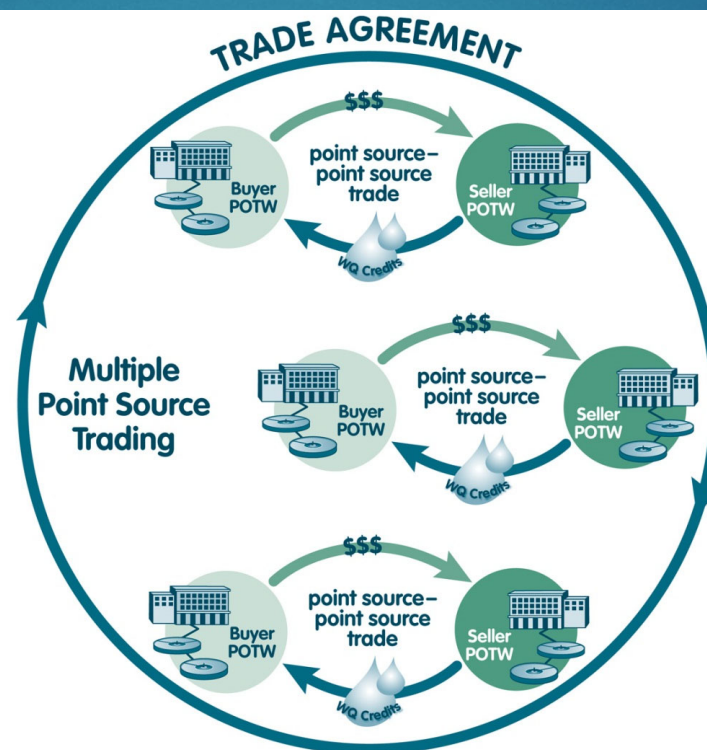 TRADE AGREEMENT
$$$
point source–
point source
trade
Buyer
POTW
Seller
POTW
WQ Credits
Multiple
Point Source
Trading
$$$
point source–
point source
trade
Buyer
POTW
Seller
POTW
WQ Credits
$$$
point source–
point source
trade
Buyer
POTW
Seller
POTW
WQ Credits